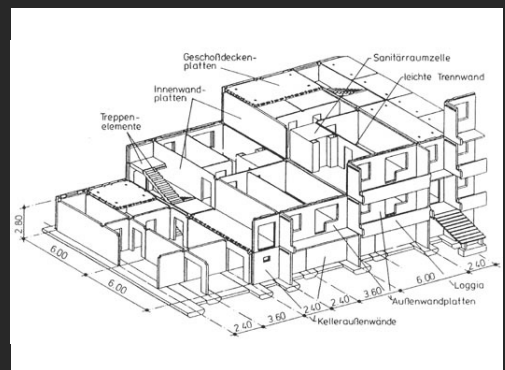 Geschoßdecken-
platten
Sanitärraumzelle
leichte Trennwand
Innenwand-
platten
Treppen-
elemente
2.80
6.00
6.00
2.40
3.60
2.40
2.40
3.60
6.00
2.40
Loggia
Außenwandplatten
Kelleraußenwände